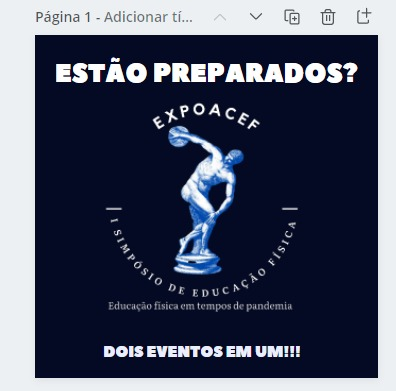 Página 1 - Adicionar tí...
ESTÃO PREPARADOS?
EXPOACEF
I SIMPÓSIO DE EDUCAÇÃO FÍSICA
Educação física em tempos de pandemia
DOIS EVENTOS EM UM!!!